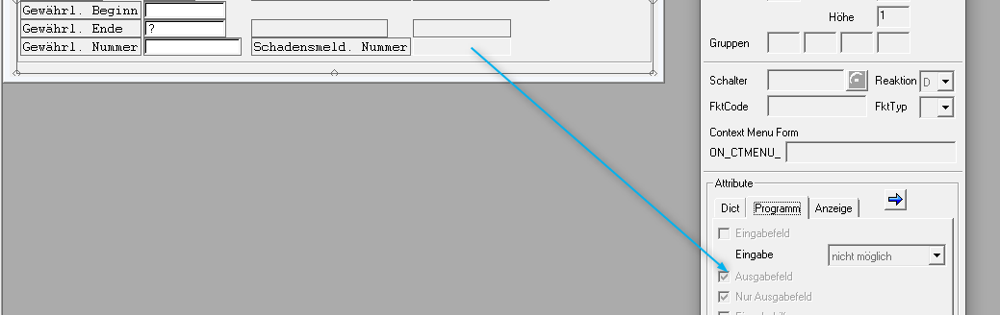 Gewährl. Beginn
Gewährl. Ende ?
Gewährl. Nummer Schadensmeld. Nummer
Höhe 1
Gruppen
Schalter Reaktion D
FktCode FktTyp
Context Menu Form
ON_CTMENU_
Attribute
Dict Programm Anzeige
Eingabefeld
Eingabe nicht möglich
Ausgabefeld
Nur Ausgabefeld